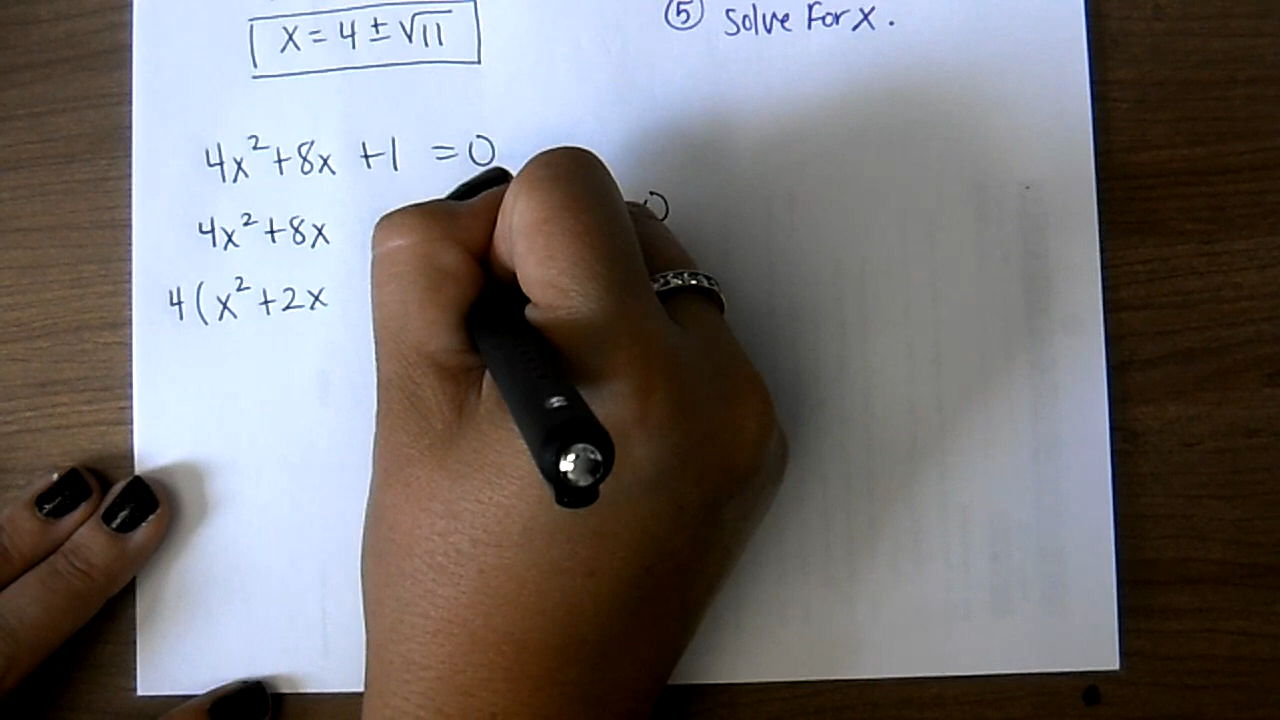 x = 4 ± √11
⑤ Solve For x.
4x² + 8x + 1 = 0
4x² + 8x
4(x² + 2x